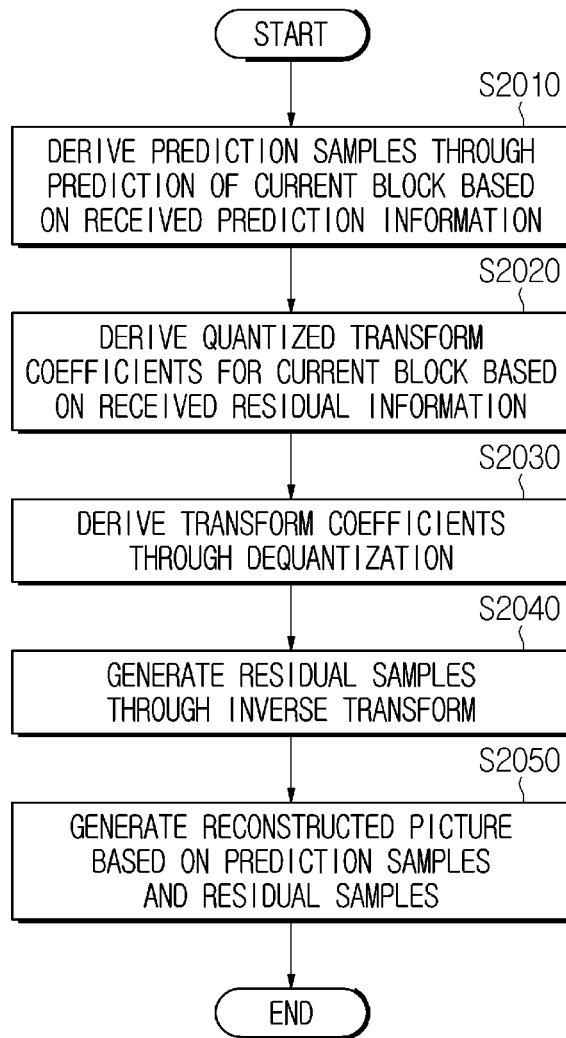 START
S2010
DERIVE PREDICTION SAMPLES THROUGH
PREDICTION OF CURRENT BLOCK BASED
ON RECEIVED PREDICTION INFORMATION
S2020
DERIVE QUANTIZED TRANSFORM
COEFFICIENTS FOR CURRENT BLOCK BASED
ON RECEIVED RESIDUAL INFORMATION
S2030
DERIVE TRANSFORM COEFFICIENTS
THROUGH DEQUANTIZATION
S2040
GENERATE RESIDUAL SAMPLES
THROUGH INVERSE TRANSFORM
S2050
GENERATE RECONSTRUCTED PICTURE
BASED ON PREDICTION SAMPLES
AND RESIDUAL SAMPLES
END